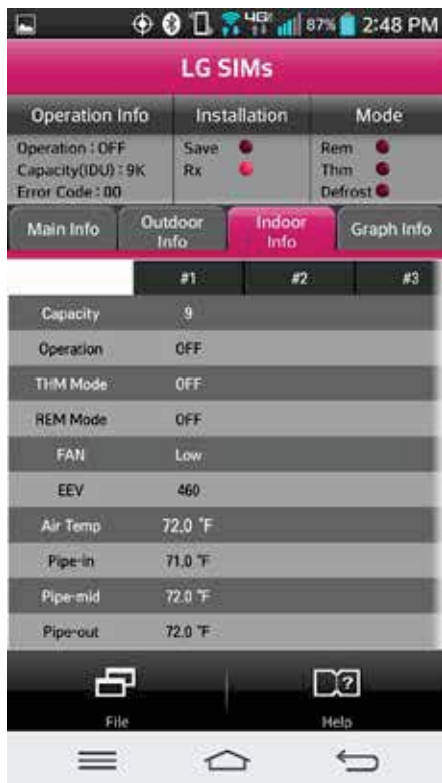 4G 87% 2:48 PM
LG SIMs
Operation Info Installation Mode
Operation : OFF Save Rem
Capacity(IDU) : 9K Rx Thm
Error Code : 00 Defrost
Main Info Outdoor Info Indoor Info Graph Info
#1 #2 #3
Capacity 9
Operation OFF
THM Mode OFF
REM Mode OFF
FAN Low
EEV 460
Air Temp 72.0 °F
Pipe-in 71.0 °F
Pipe-mid 72.0 °F
Pipe-out 72.0 °F
File Help